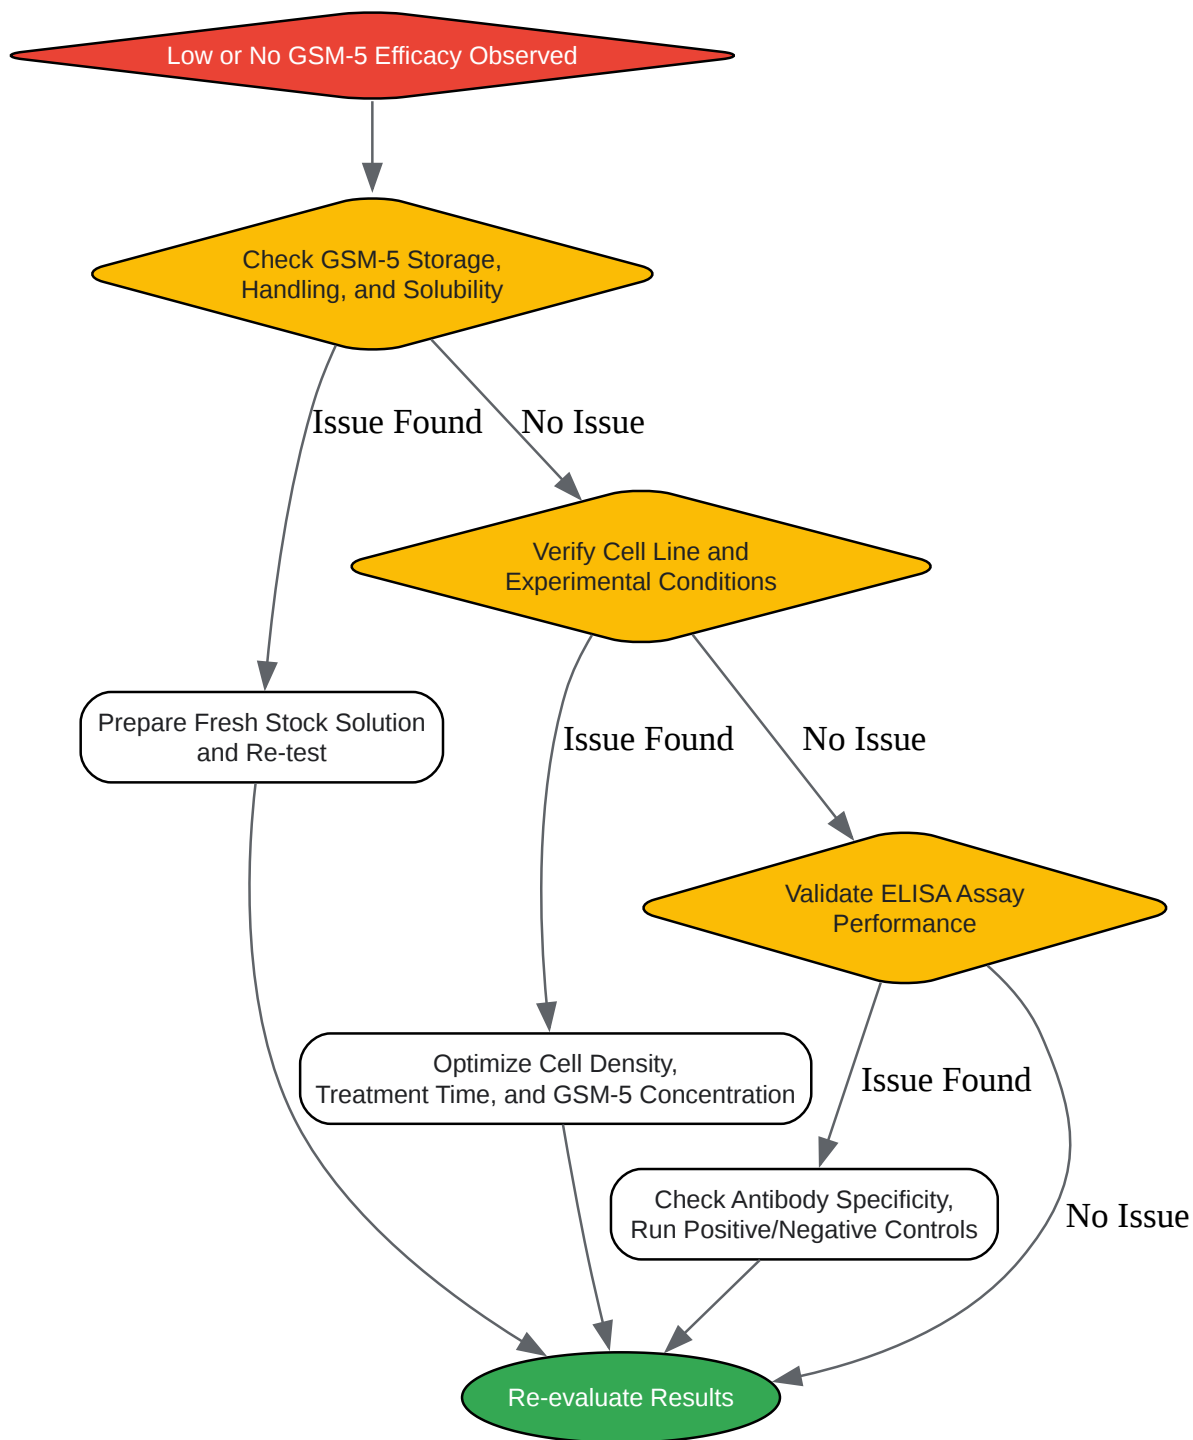 Low or No GSM-5 Efficacy Observed
Check GSM-5 Storage,
Handling, and Solubility
Issue Found
No Issue
Verify Cell Line and
Experimental Conditions
Prepare Fresh Stock Solution
and Re-test
Issue Found
No Issue
Validate ELISA Assay
Performance
Optimize Cell Density,
Treatment Time, and GSM-5 Concentration
Issue Found
Check Antibody Specificity,
Run Positive/Negative Controls
No Issue
Re-evaluate Results